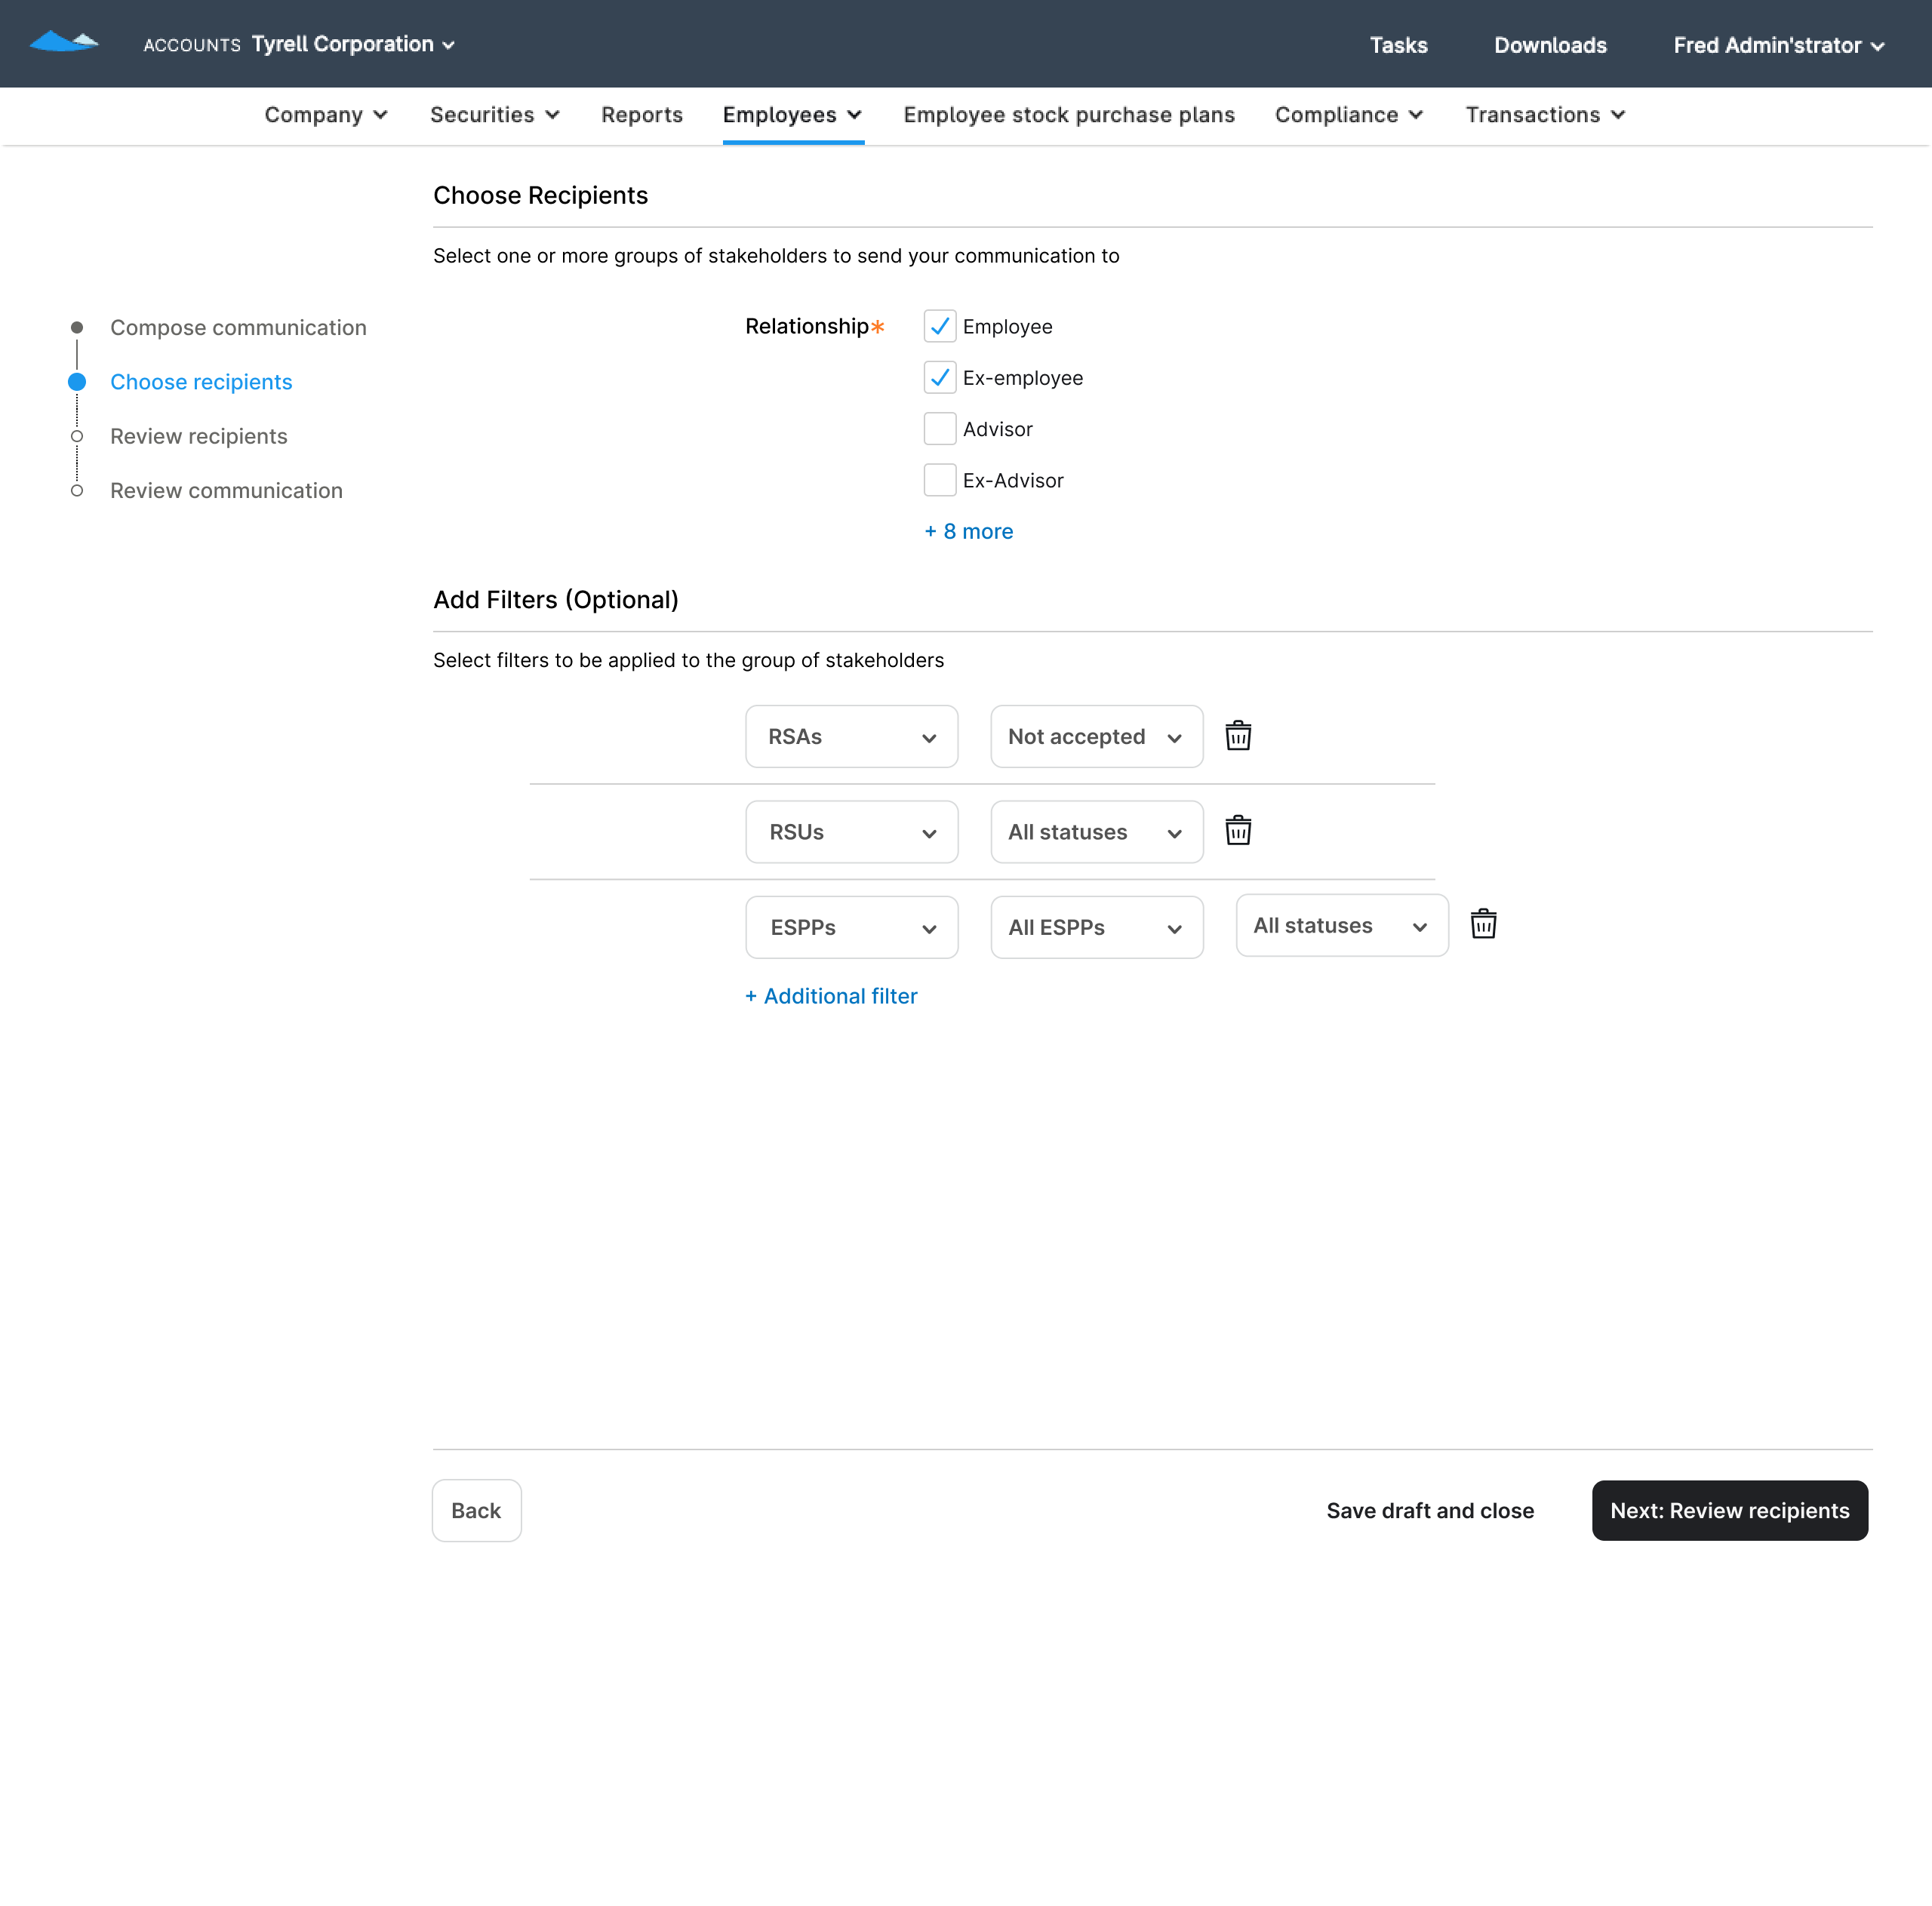 ACCOUNTS Tyrell Corporation
Tasks
Downloads
Fred Admin'strator
Company
Securities
Reports
Employees
Employee stock purchase plans
Compliance
Transactions
Compose communication
Choose recipients
Review recipients
Review communication
Choose Recipients
Select one or more groups of stakeholders to send your communication to
Relationship*
Employee
Ex-employee
Advisor
Ex-Advisor
+ 8 more
Add Filters (Optional)
Select filters to be applied to the group of stakeholders
RSAs
Not accepted
RSUs
All statuses
ESPPs
All ESPPs
All statuses
+ Additional filter
Back
Save draft and close
Next: Review recipients